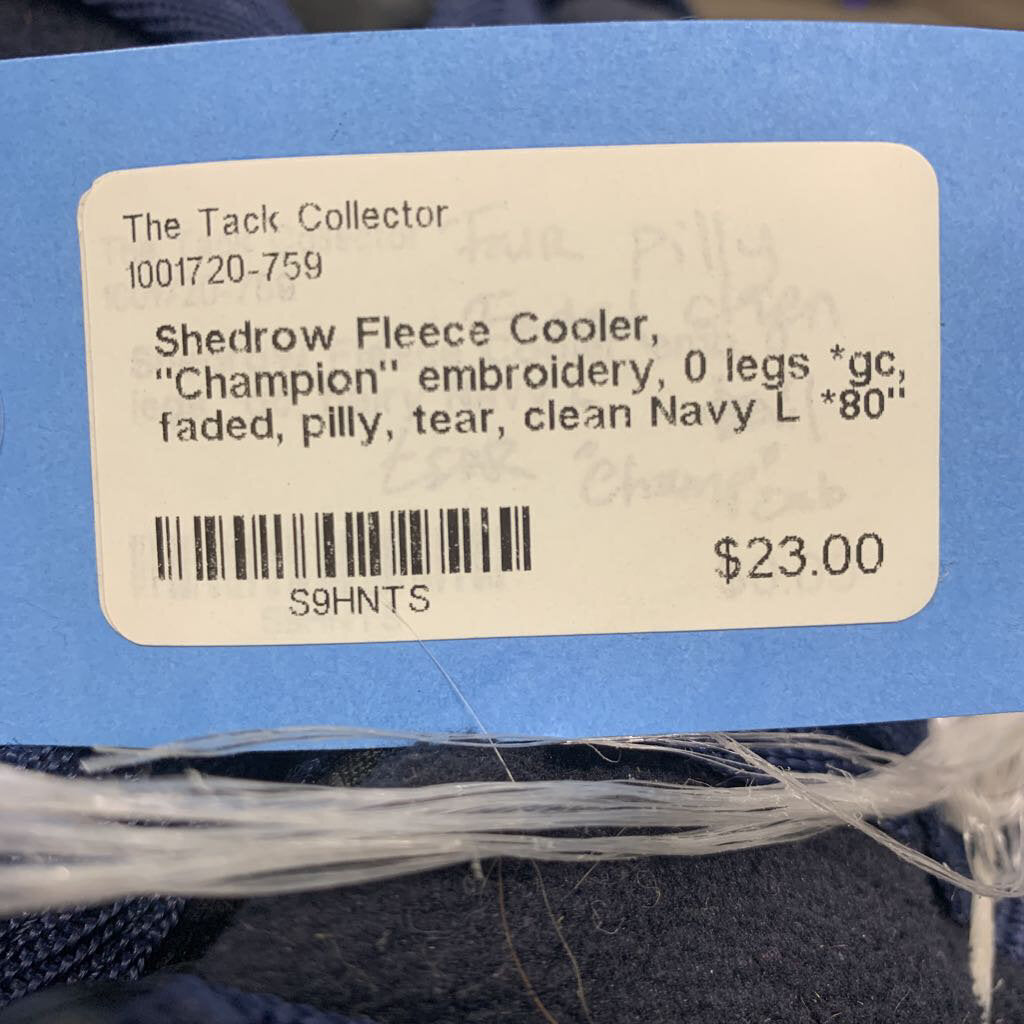 The Tack Collector
1001720-759
Shedrow Fleece Cooler,
"Champion" embroidery, 0 legs *gc,
faded, pilly, tear, clean Navy L *80"
S9HNTS
$23.00